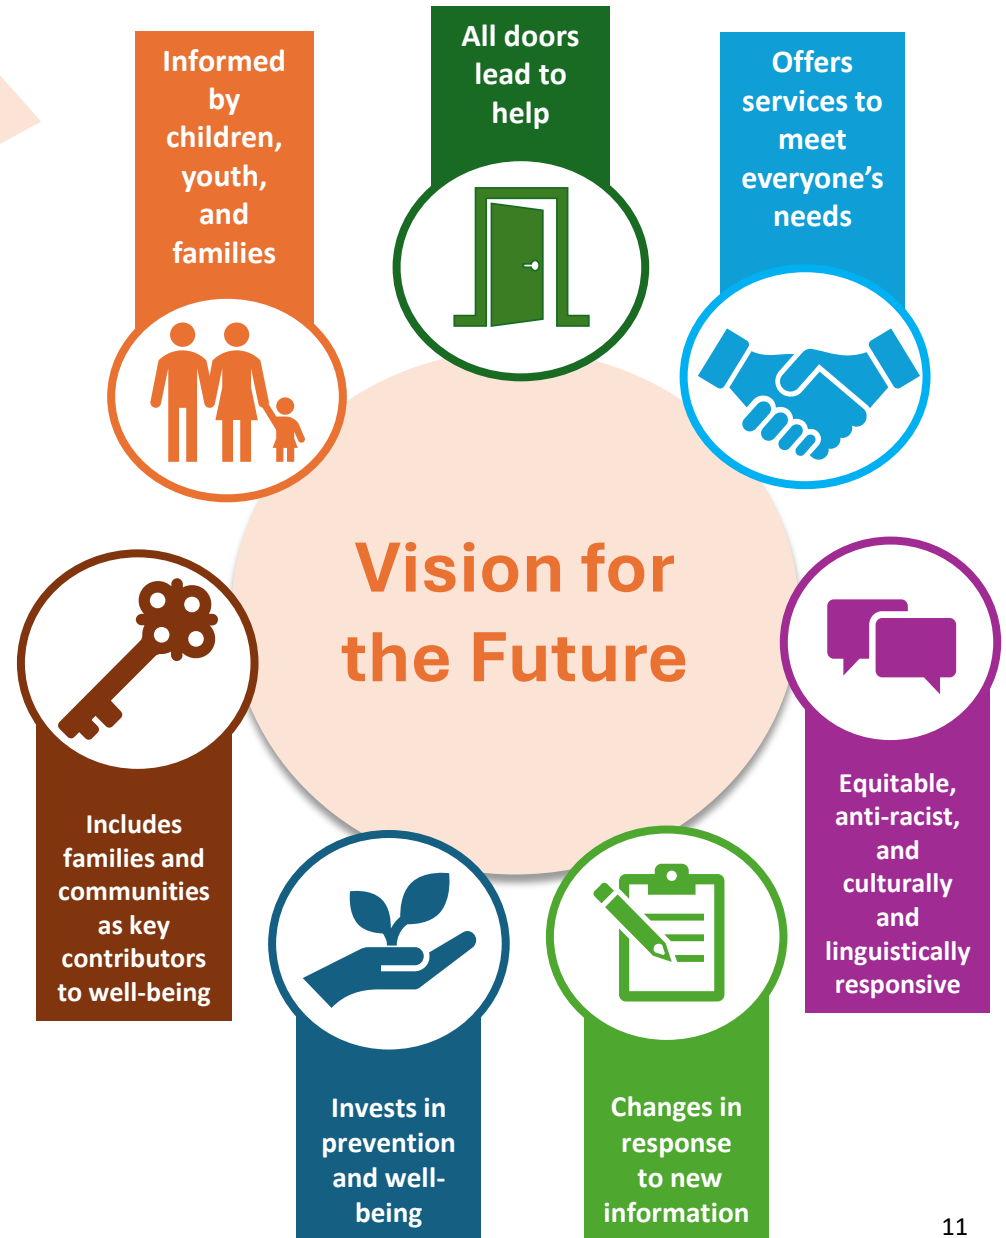 Informed
by
children,
youth,
and
families
All doors
lead to
help
Offers
services to
meet
everyone’s
needs
Vision for
the Future
Includes
families and
communities
as key
contributors
to well-being
Invests in
prevention
and well-
being
Changes in
response
to new
information
Equitable,
anti-racist,
and
culturally
and
linguistically
responsive
11